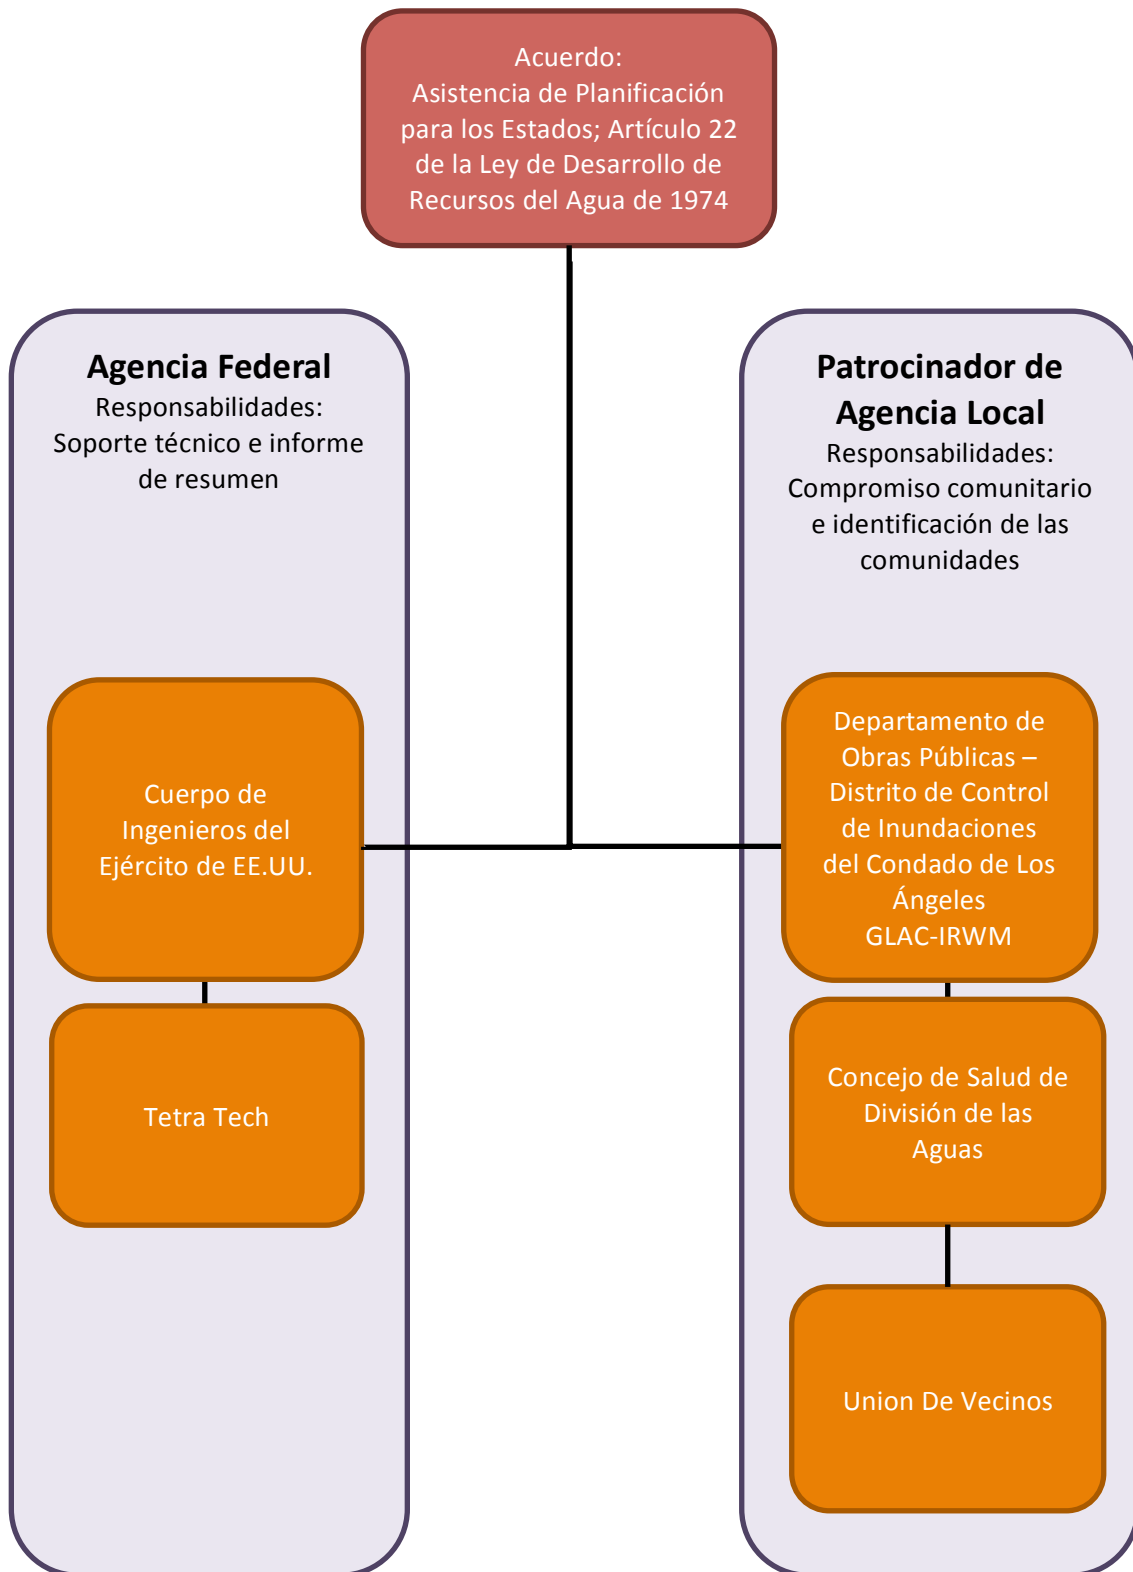 Acuerdo:
Asistencia de Planificación
para los Estados; Artículo 22
de la Ley de Desarrollo de
Recursos del Agua de 1974
Agencia Federal
Responsabilidades:
Soporte técnico e informe
de resumen
Cuerpo de
Ingenieros del
Ejército de EE.UU.
Tetra Tech
Patrocinador de
Agencia Local
Responsabilidades:
Compromiso comunitario
e identificación de las
comunidades
Departamento de
Obras Públicas –
Distrito de Control
de Inundaciones
del Condado de Los
Ángeles
GLAC-IRWM
Concejo de Salud de
División de las
Aguas
Union De Vecinos